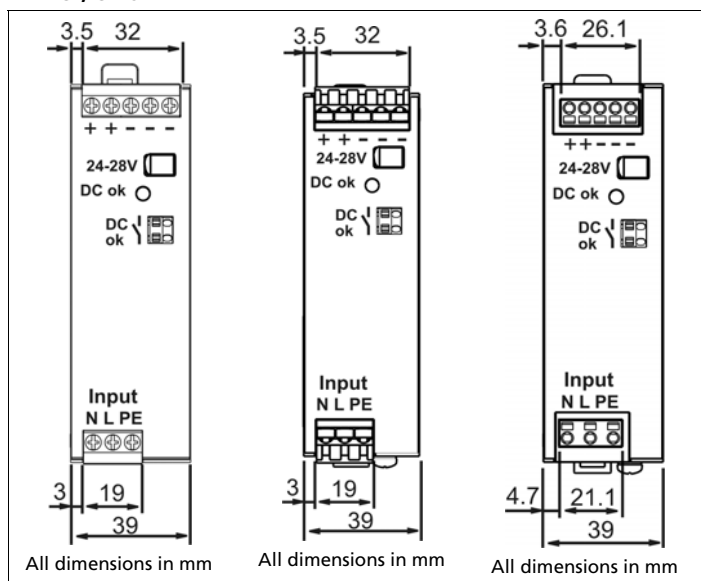 3.5 32
+ + - - -
24-28V
DC ok
DC
ok
Input
N L PE
3 19
39
All dimensions in mm
3.5 32
+ + - - -
24-28V
DC ok
DC
ok
Input
N L PE
3 19
39
All dimensions in mm
3.6 26.1
+ + - - -
24-28V
DC ok
DC
ok
Input
N L PE
4.7 21.1
39
All dimensions in mm